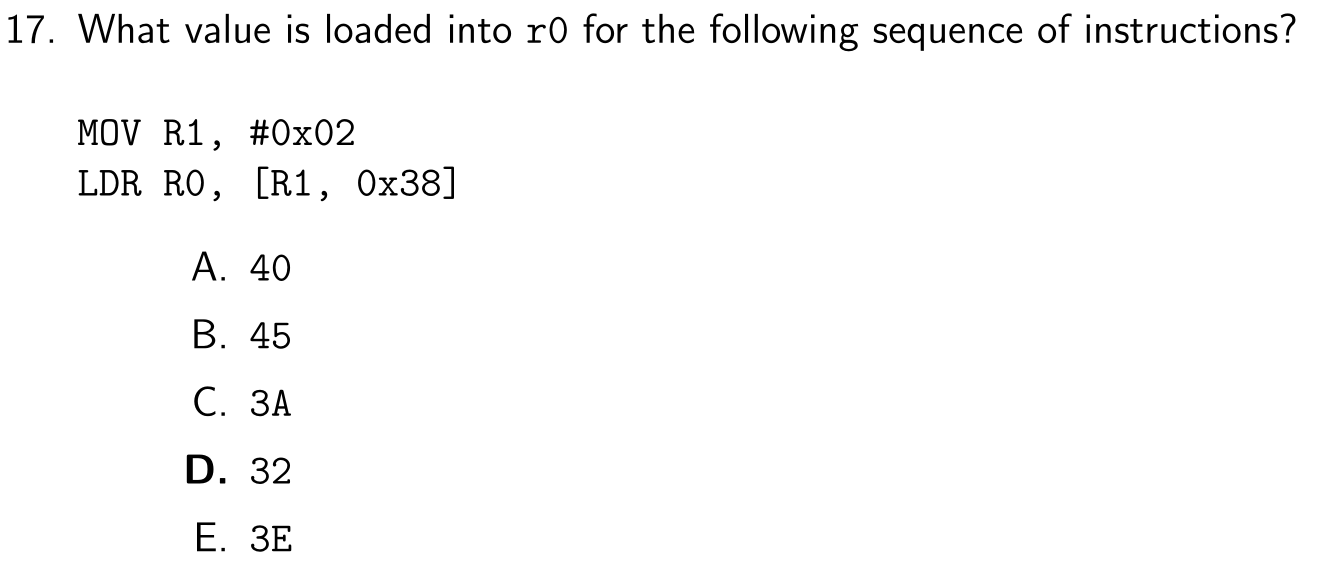 17. What value is loaded into r0 for the following sequence of instructions?
MOV R1, #0x02
LDR R0, [R1, 0x38]
A. 40
B. 45
C. 3A
D. 32
E. 3E